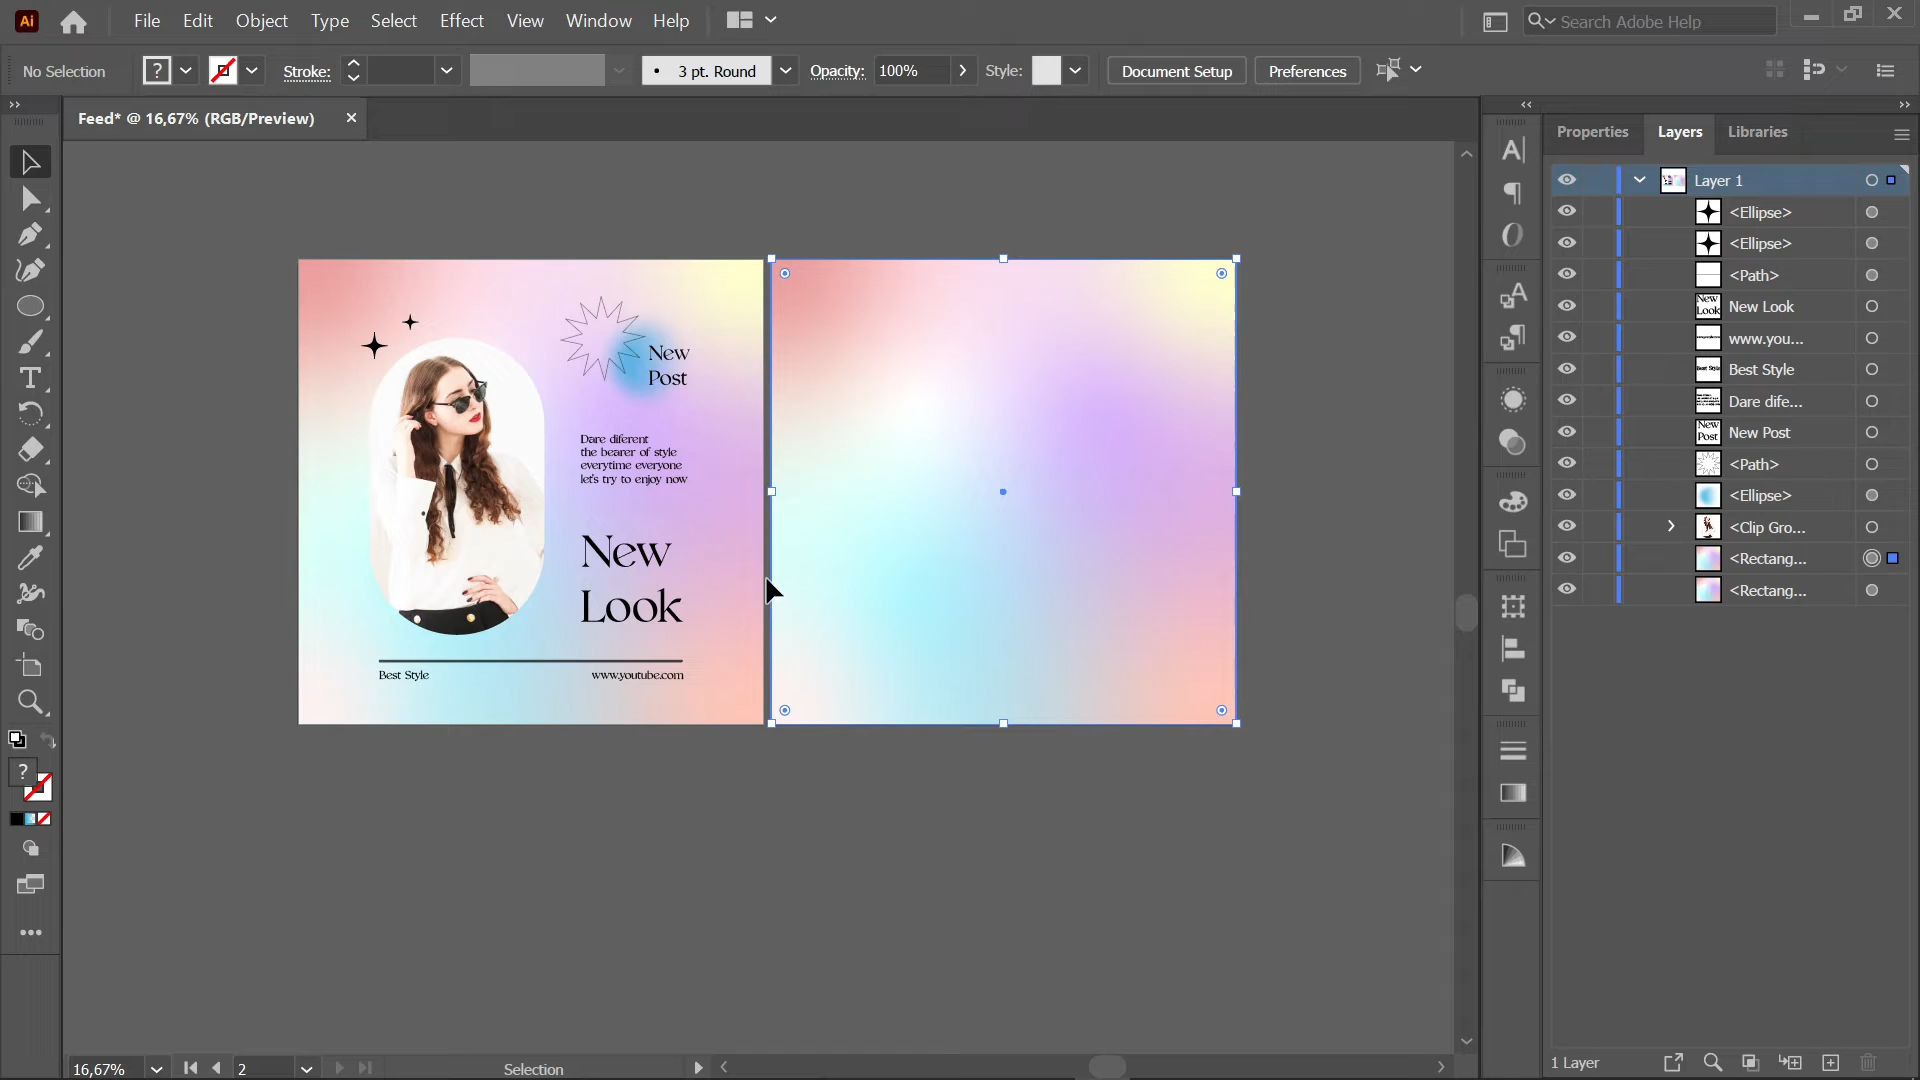 Ai
File Edit Object Type Select Effect View Window Help
Search Adobe Help
No Selection
?
Stroke:
3 pt. Round
Opacity:
100%
Style:
Document Setup
Preferences
Feed* @ 16,67% (RGB/Preview)
New
Post
Dare diferent
the bearer of style
everytime everyone
let's try to enjoy now
New
Look
Best Style
www.youtube.com
Properties
Layers
Libraries
Layer 1
<Ellipse>
<Ellipse>
<Path>
New Look
www.you...
Best Style
Dare dife...
New Post
<Path>
<Ellipse>
<Clip Gro...
<Rectang...
<Rectang...
?
16,67%
2
Selection
1 Layer